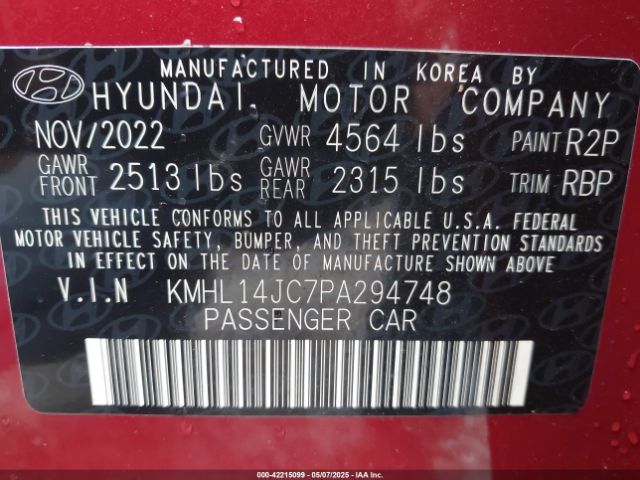 MANUFACTURED IN KOREA BY
HYUNDAI MOTOR COMPANY
NOV/2022 GVWR 4564 lbs PAINT R2P
GAWR FRONT 2513 lbs GAWR REAR 2315 lbs TRIM RBP
THIS VEHICLE CONFORMS TO ALL APPLICABLE U.S.A. FEDERAL
MOTOR VEHICLE SAFETY, BUMPER, AND THEFT PREVENTION STANDARDS
IN EFFECT ON THE DATE OF MANUFACTURE SHOWN ABOVE
V.I.N KMHL14JC7PA294748
PASSENGER CAR
000-42215099 - 05/07/2025 - IAAI.COM